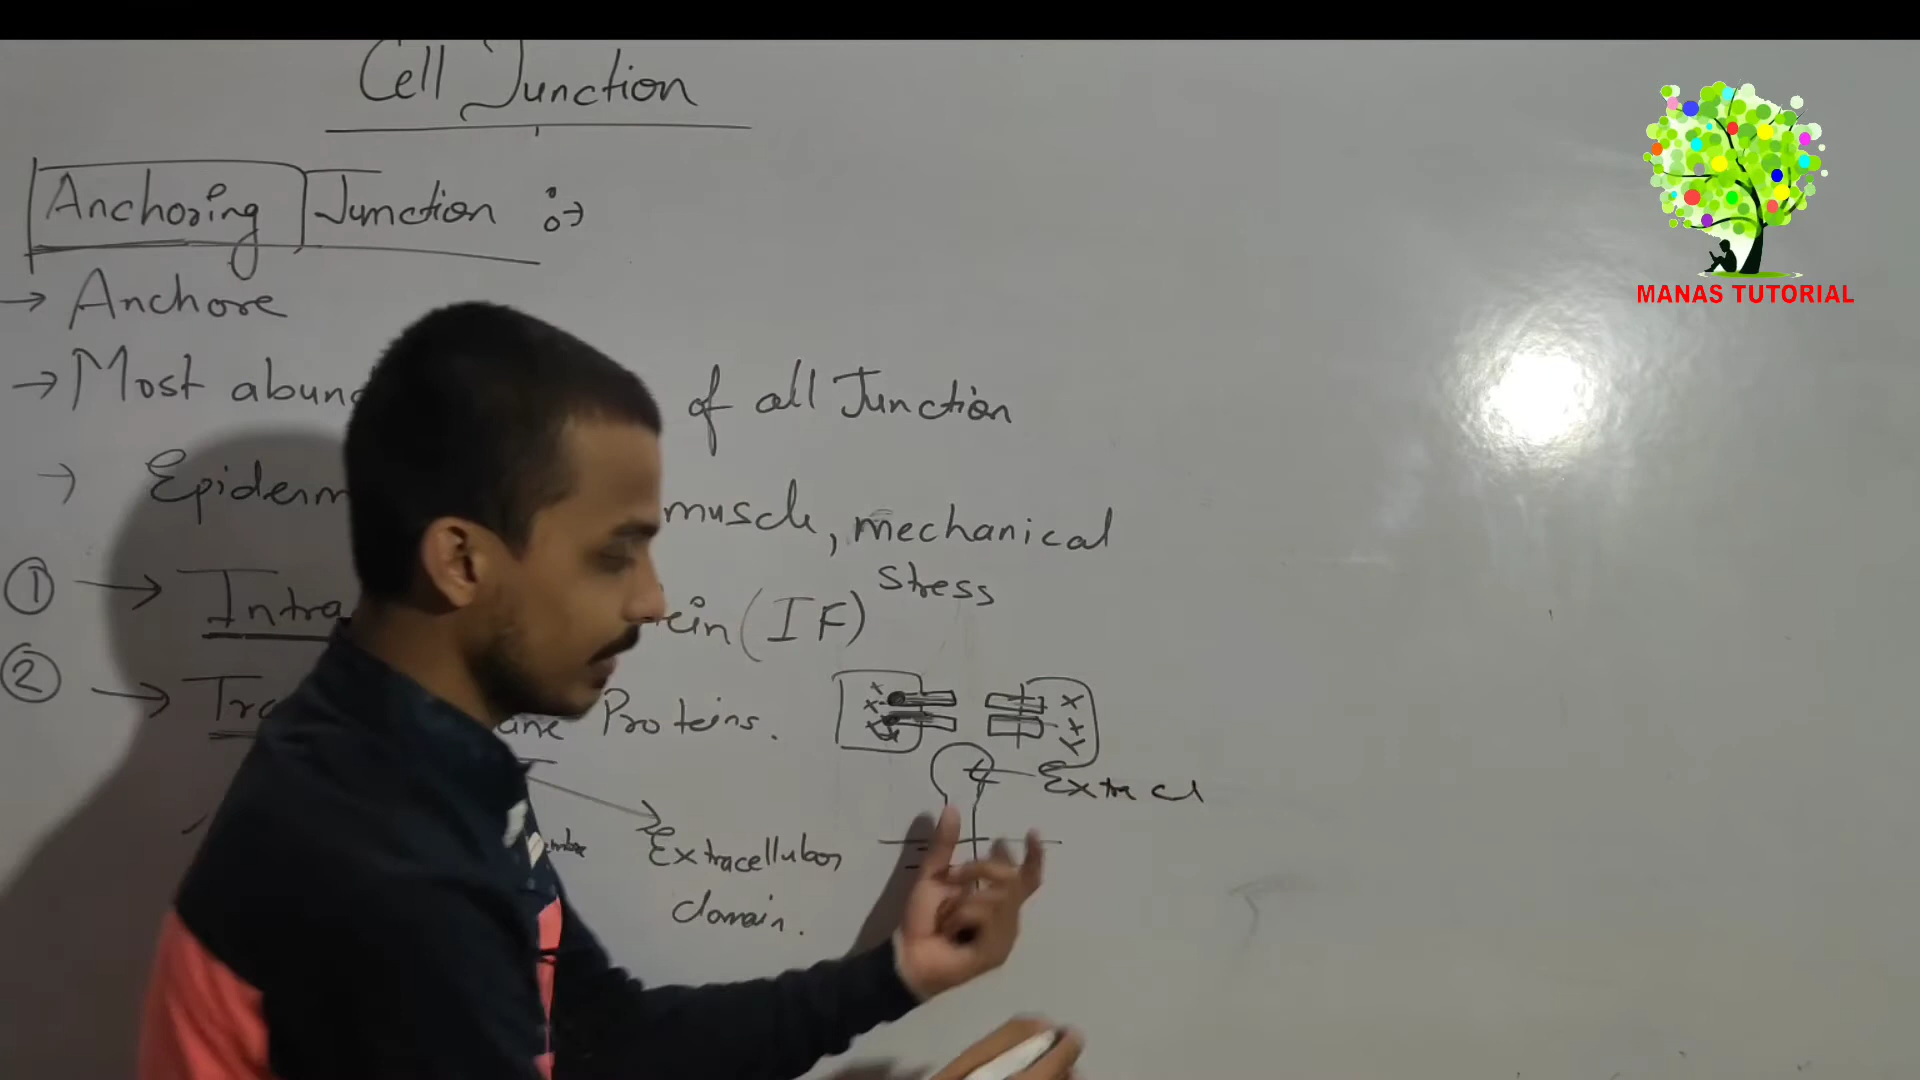 Cell Junction
Anchoring Junction :→
→ Anchore
→ Most abun of all Junction
→ Epiderm muscle, mechanical
stress
① → Intra ein (IF)
② → Tra ane Proteins.
Extracel
Extracellular
domain.
MANAS TUTORIAL